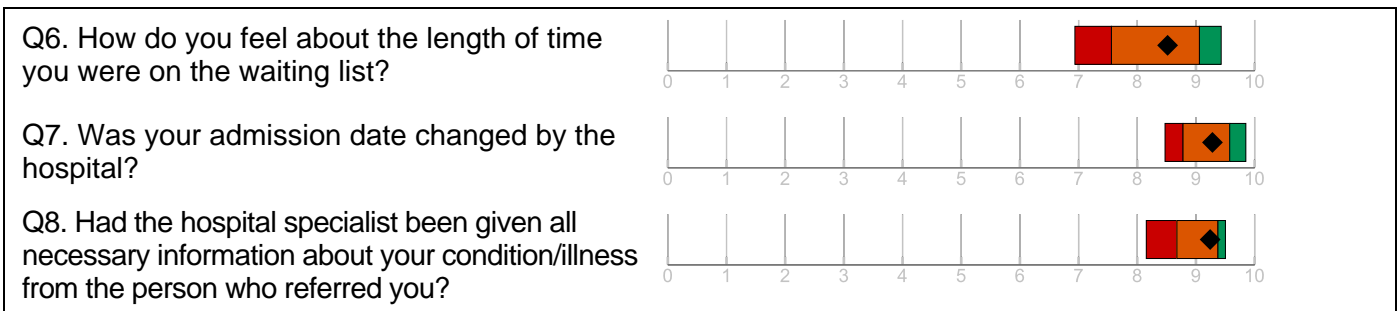 Q6. How do you feel about the length of time
you were on the waiting list?
0 1 2 3 4 5 6 7 8 9 10
Q7. Was your admission date changed by the
hospital?
0 1 2 3 4 5 6 7 8 9 10
Q8. Had the hospital specialist been given all
necessary information about your condition/illness
from the person who referred you?
0 1 2 3 4 5 6 7 8 9 10